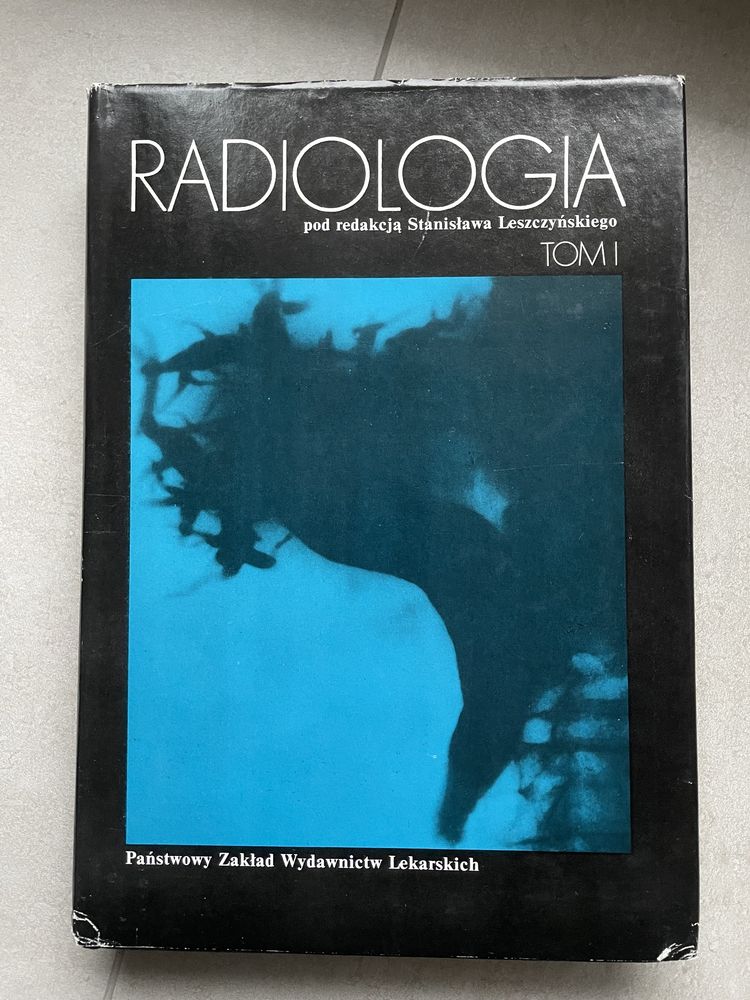 RADIOLOGIA
pod redakcją Stanisława Leszczyńskiego
TOM I
Państwowy Zakład Wydawnictw Lekarskich